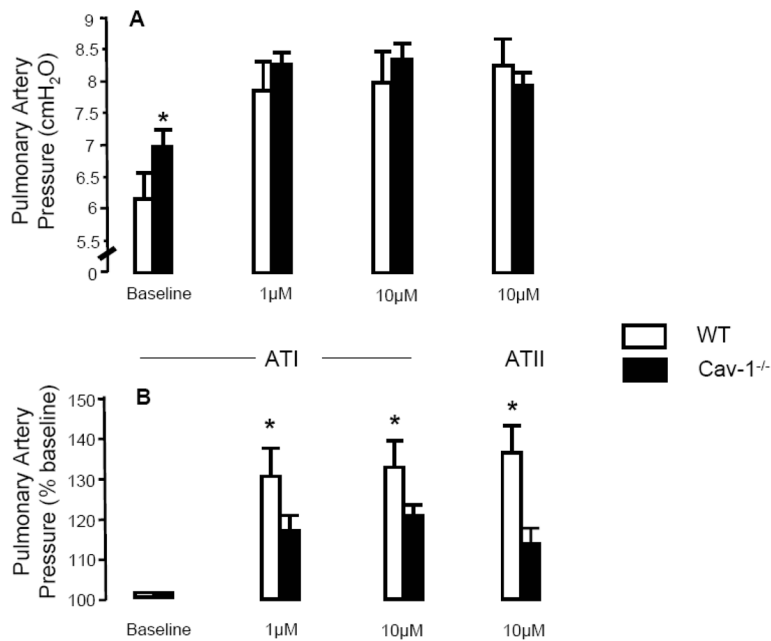 A
Pulmonary Artery
Pressure (cmH₂O)
9
8.5
8
7.5
7
6.5
6
5.5
0
*
Baseline
1µM
10µM
10µM
ATI
ATII
WT
Cav-1-/-
B
Pulmonary Artery
Pressure (% baseline)
150
140
130
120
110
100
*
*
*
Baseline
1µM
10µM
10µM